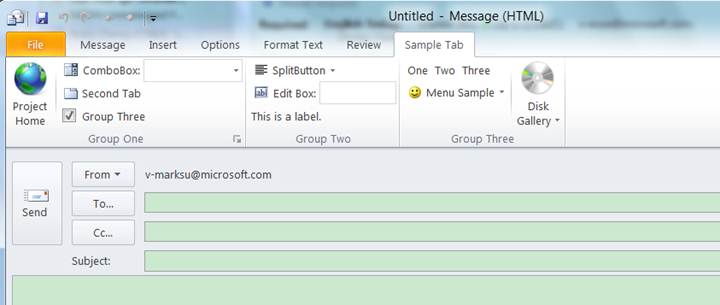 Untitled - Message (HTML)
File Message Insert Options Format Text Review Sample Tab
Project Home
ComboBox:
Second Tab
Group Three
Group One
SplitButton
Edit Box:
This is a label.
Group Two
One Two Three
Menu Sample
Disk Gallery
Group Three
Send
From v-marksu@microsoft.com
To...
Cc...
Subject: